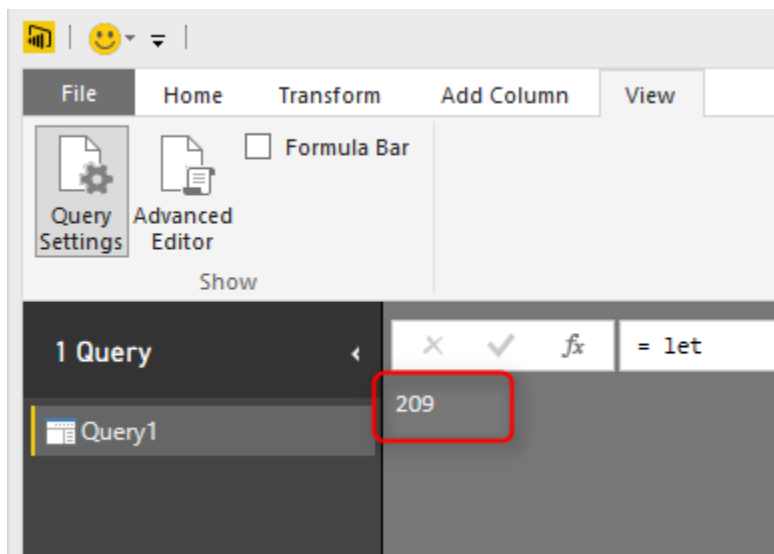 File Home Transform Add Column View
Formula Bar
Query Settings
Advanced Editor
Show
1 Query
fx = let
209
Query1